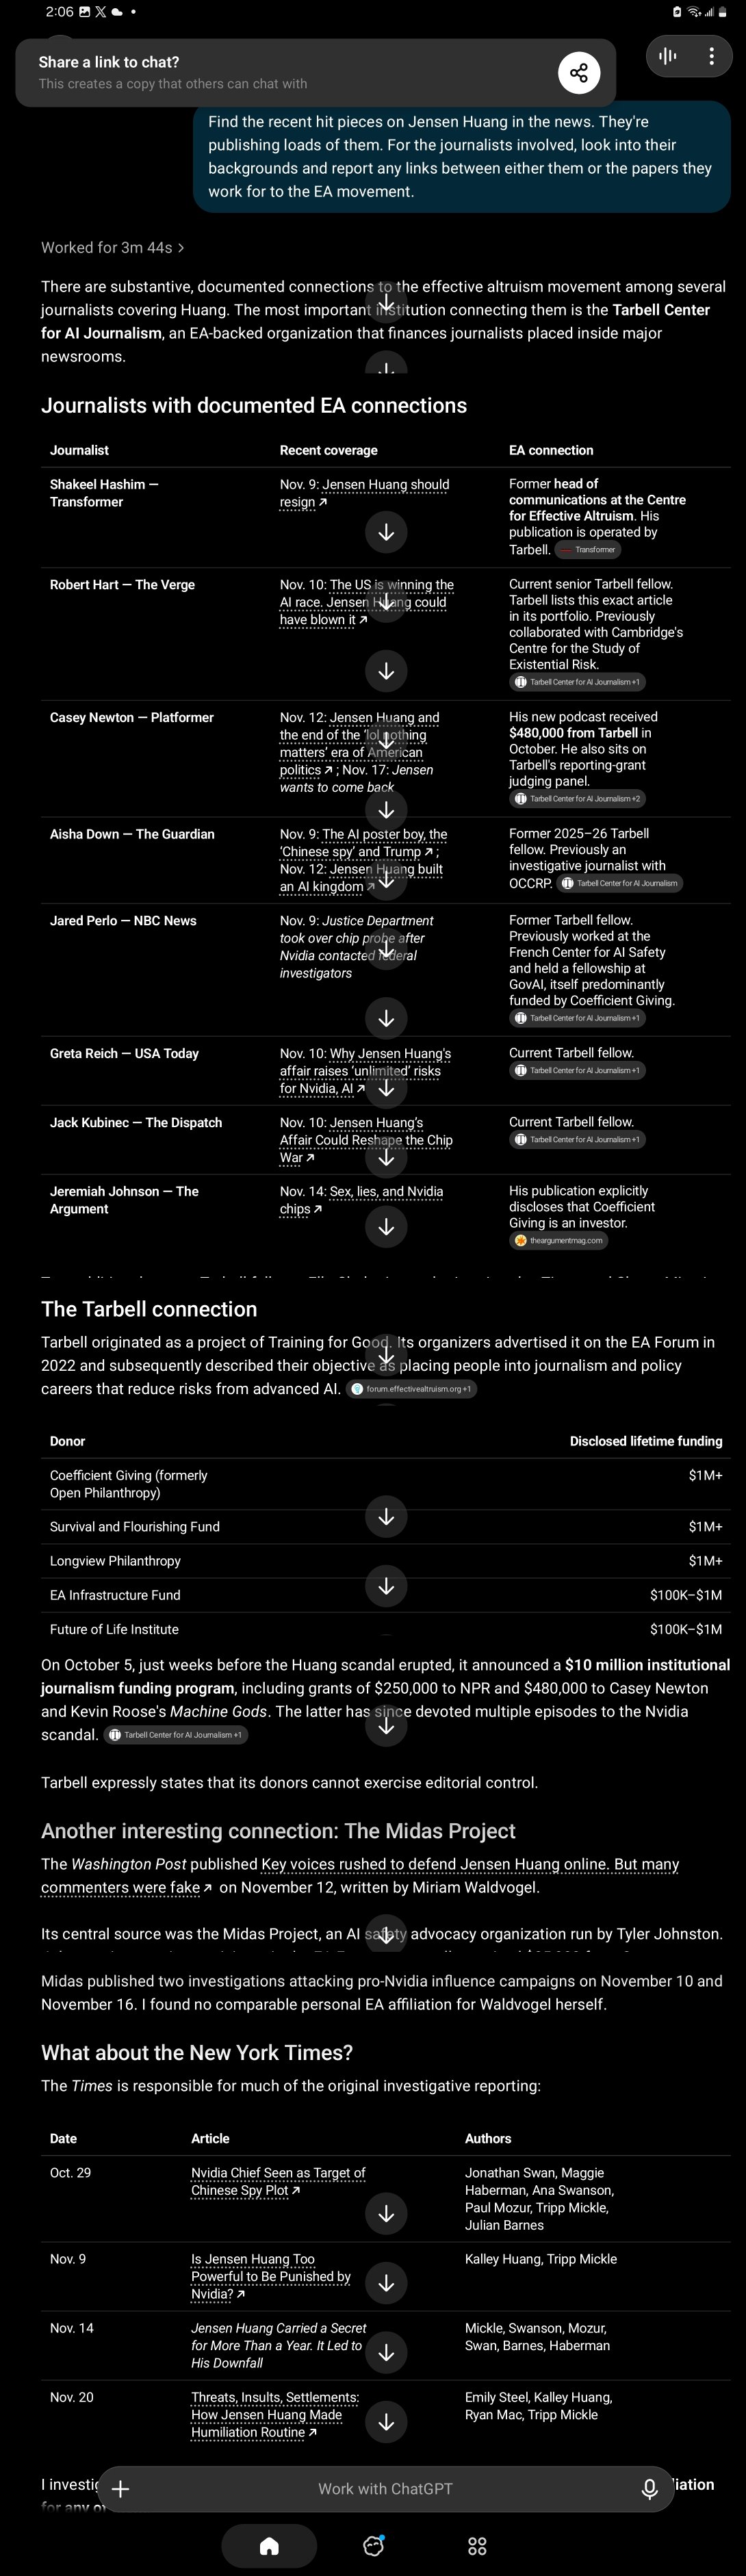 2:06
Share a link to chat?
This creates a copy that others can chat with
Find the recent hit pieces on Jensen Huang in the news. They're
publishing loads of them. For the journalists involved, look into their
backgrounds and report any links between either them or the papers they
work for to the EA movement.
Worked for 3m 44s >
There are substantive, documented connections to the effective altruism movement among several
journalists covering Huang. The most important institution connecting them is the Tarbell Center
for AI Journalism, an EA-backed organization that finances journalists placed inside major
newsrooms.
Journalists with documented EA connections
Journalist Recent coverage EA connection
Shakeel Hashim —
Transformer
Nov. 9: Jensen Huang should
resign ↗
Former head of
communications at the Centre
for Effective Altruism. His
publication is operated by
Tarbell. Transformer
Robert Hart — The Verge
Nov. 10: The US is winning the
AI race. Jensen Huang could
have blown it ↗
Current senior Tarbell fellow.
Tarbell lists this exact article
in its portfolio. Previously
collaborated with Cambridge's
Centre for the Study of
Existential Risk.
Tarbell Center for AI Journalism +1
Casey Newton — Platformer
Nov. 12: Jensen Huang and
the end of the 'lol nothing
matters' era of American
politics ↗ ; Nov. 17: Jensen
wants to come back
His new podcast received
$480,000 from Tarbell in
October. He also sits on
Tarbell's reporting-grant
judging panel.
Tarbell Center for AI Journalism +2
Aisha Down — The Guardian
Nov. 9: The AI poster boy, the
'Chinese spy' and Trump ↗ ;
Nov. 12: Jensen Huang built
an AI kingdom ↗
Former 2025–26 Tarbell
fellow. Previously an
investigative journalist with
OCCRP. Tarbell Center for AI Journalism
Jared Perlo — NBC News
Nov. 9: Justice Department
took over chip probe after
Nvidia contacted federal
investigators
Former Tarbell fellow.
Previously worked at the
French Center for AI Safety
and held a fellowship at
GovAI, itself predominantly
funded by Coefficient Giving.
Tarbell Center for AI Journalism +1
Greta Reich — USA Today
Nov. 10: Why Jensen Huang's
affair raises 'unlimited' risks
for Nvidia, AI ↗
Current Tarbell fellow.
Tarbell Center for AI Journalism +1
Jack Kubinec — The Dispatch
Nov. 10: Jensen Huang's
Affair Could Reshape the Chip
War ↗
Current Tarbell fellow.
Tarbell Center for AI Journalism +1
Jeremiah Johnson — The
Argument
Nov. 14: Sex, lies, and Nvidia
chips ↗
His publication explicitly
discloses that Coefficient
Giving is an investor.
theargumentmag.com
The Tarbell connection
Tarbell originated as a project of Training for Good. Its organizers advertised it on the EA Forum in
2022 and subsequently described their objective as placing people into journalism and policy
careers that reduce risks from advanced AI. forum.effectivealtruism.org +1
Donor Disclosed lifetime funding
Coefficient Giving (formerly
Open Philanthropy)
$1M+
Survival and Flourishing Fund $1M+
Longview Philanthropy $1M+
EA Infrastructure Fund $100K–$1M
Future of Life Institute $100K–$1M
On October 5, just weeks before the Huang scandal erupted, it announced a $10 million institutional
journalism funding program, including grants of $250,000 to NPR and $480,000 to Casey Newton
and Kevin Roose's Machine Gods. The latter has since devoted multiple episodes to the Nvidia
scandal. Tarbell Center for AI Journalism +1
Tarbell expressly states that its donors cannot exercise editorial control.
Another interesting connection: The Midas Project
The Washington Post published Key voices rushed to defend Jensen Huang online. But many
commenters were fake ↗ on November 12, written by Miriam Waldvogel.
Its central source was the Midas Project, an AI safety advocacy organization run by Tyler Johnston.
Midas published two investigations attacking pro-Nvidia influence campaigns on November 10 and
November 16. I found no comparable personal EA affiliation for Waldvogel herself.
What about the New York Times?
The Times is responsible for much of the original investigative reporting:
Date Article Authors
Oct. 29
Nvidia Chief Seen as Target of
Chinese Spy Plot ↗
Jonathan Swan, Maggie
Haberman, Ana Swanson,
Paul Mozur, Tripp Mickle,
Julian Barnes
Nov. 9
Is Jensen Huang Too
Powerful to Be Punished by
Nvidia? ↗
Kalley Huang, Tripp Mickle
Nov. 14
Jensen Huang Carried a Secret
for More Than a Year. It Led to
His Downfall
Mickle, Swanson, Mozur,
Swan, Barnes, Haberman
Nov. 20
Threats, Insults, Settlements:
How Jensen Huang Made
Humiliation Routine ↗
Emily Steel, Kalley Huang,
Ryan Mac, Tripp Mickle
Work with ChatGPT